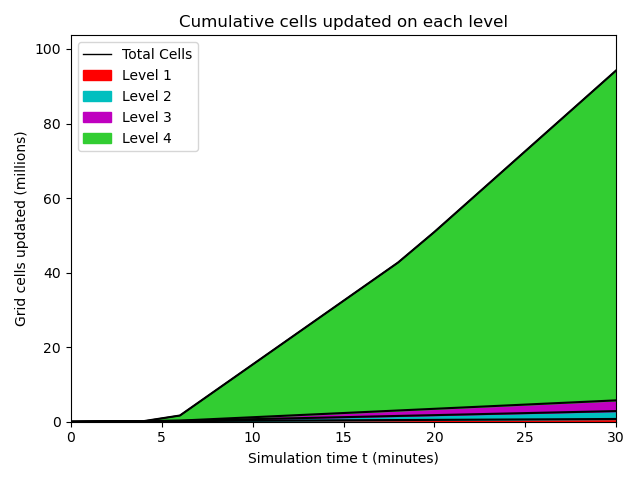 Cumulative cells updated on each level
Total Cells
Level 1
Level 2
Level 3
Level 4
Grid cells updated (millions)
100
80
60
40
20
0
0 5 10 15 20 25 30
Simulation time t (minutes)